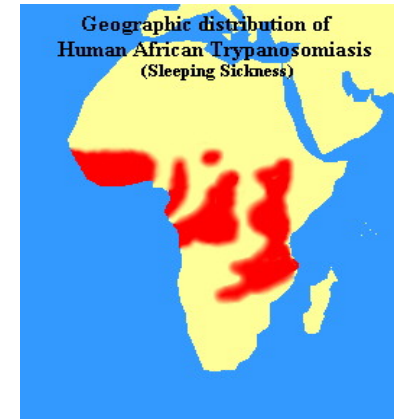 Geographic distribution of
Human African Trypanosomiasis
(Sleeping Sickness)